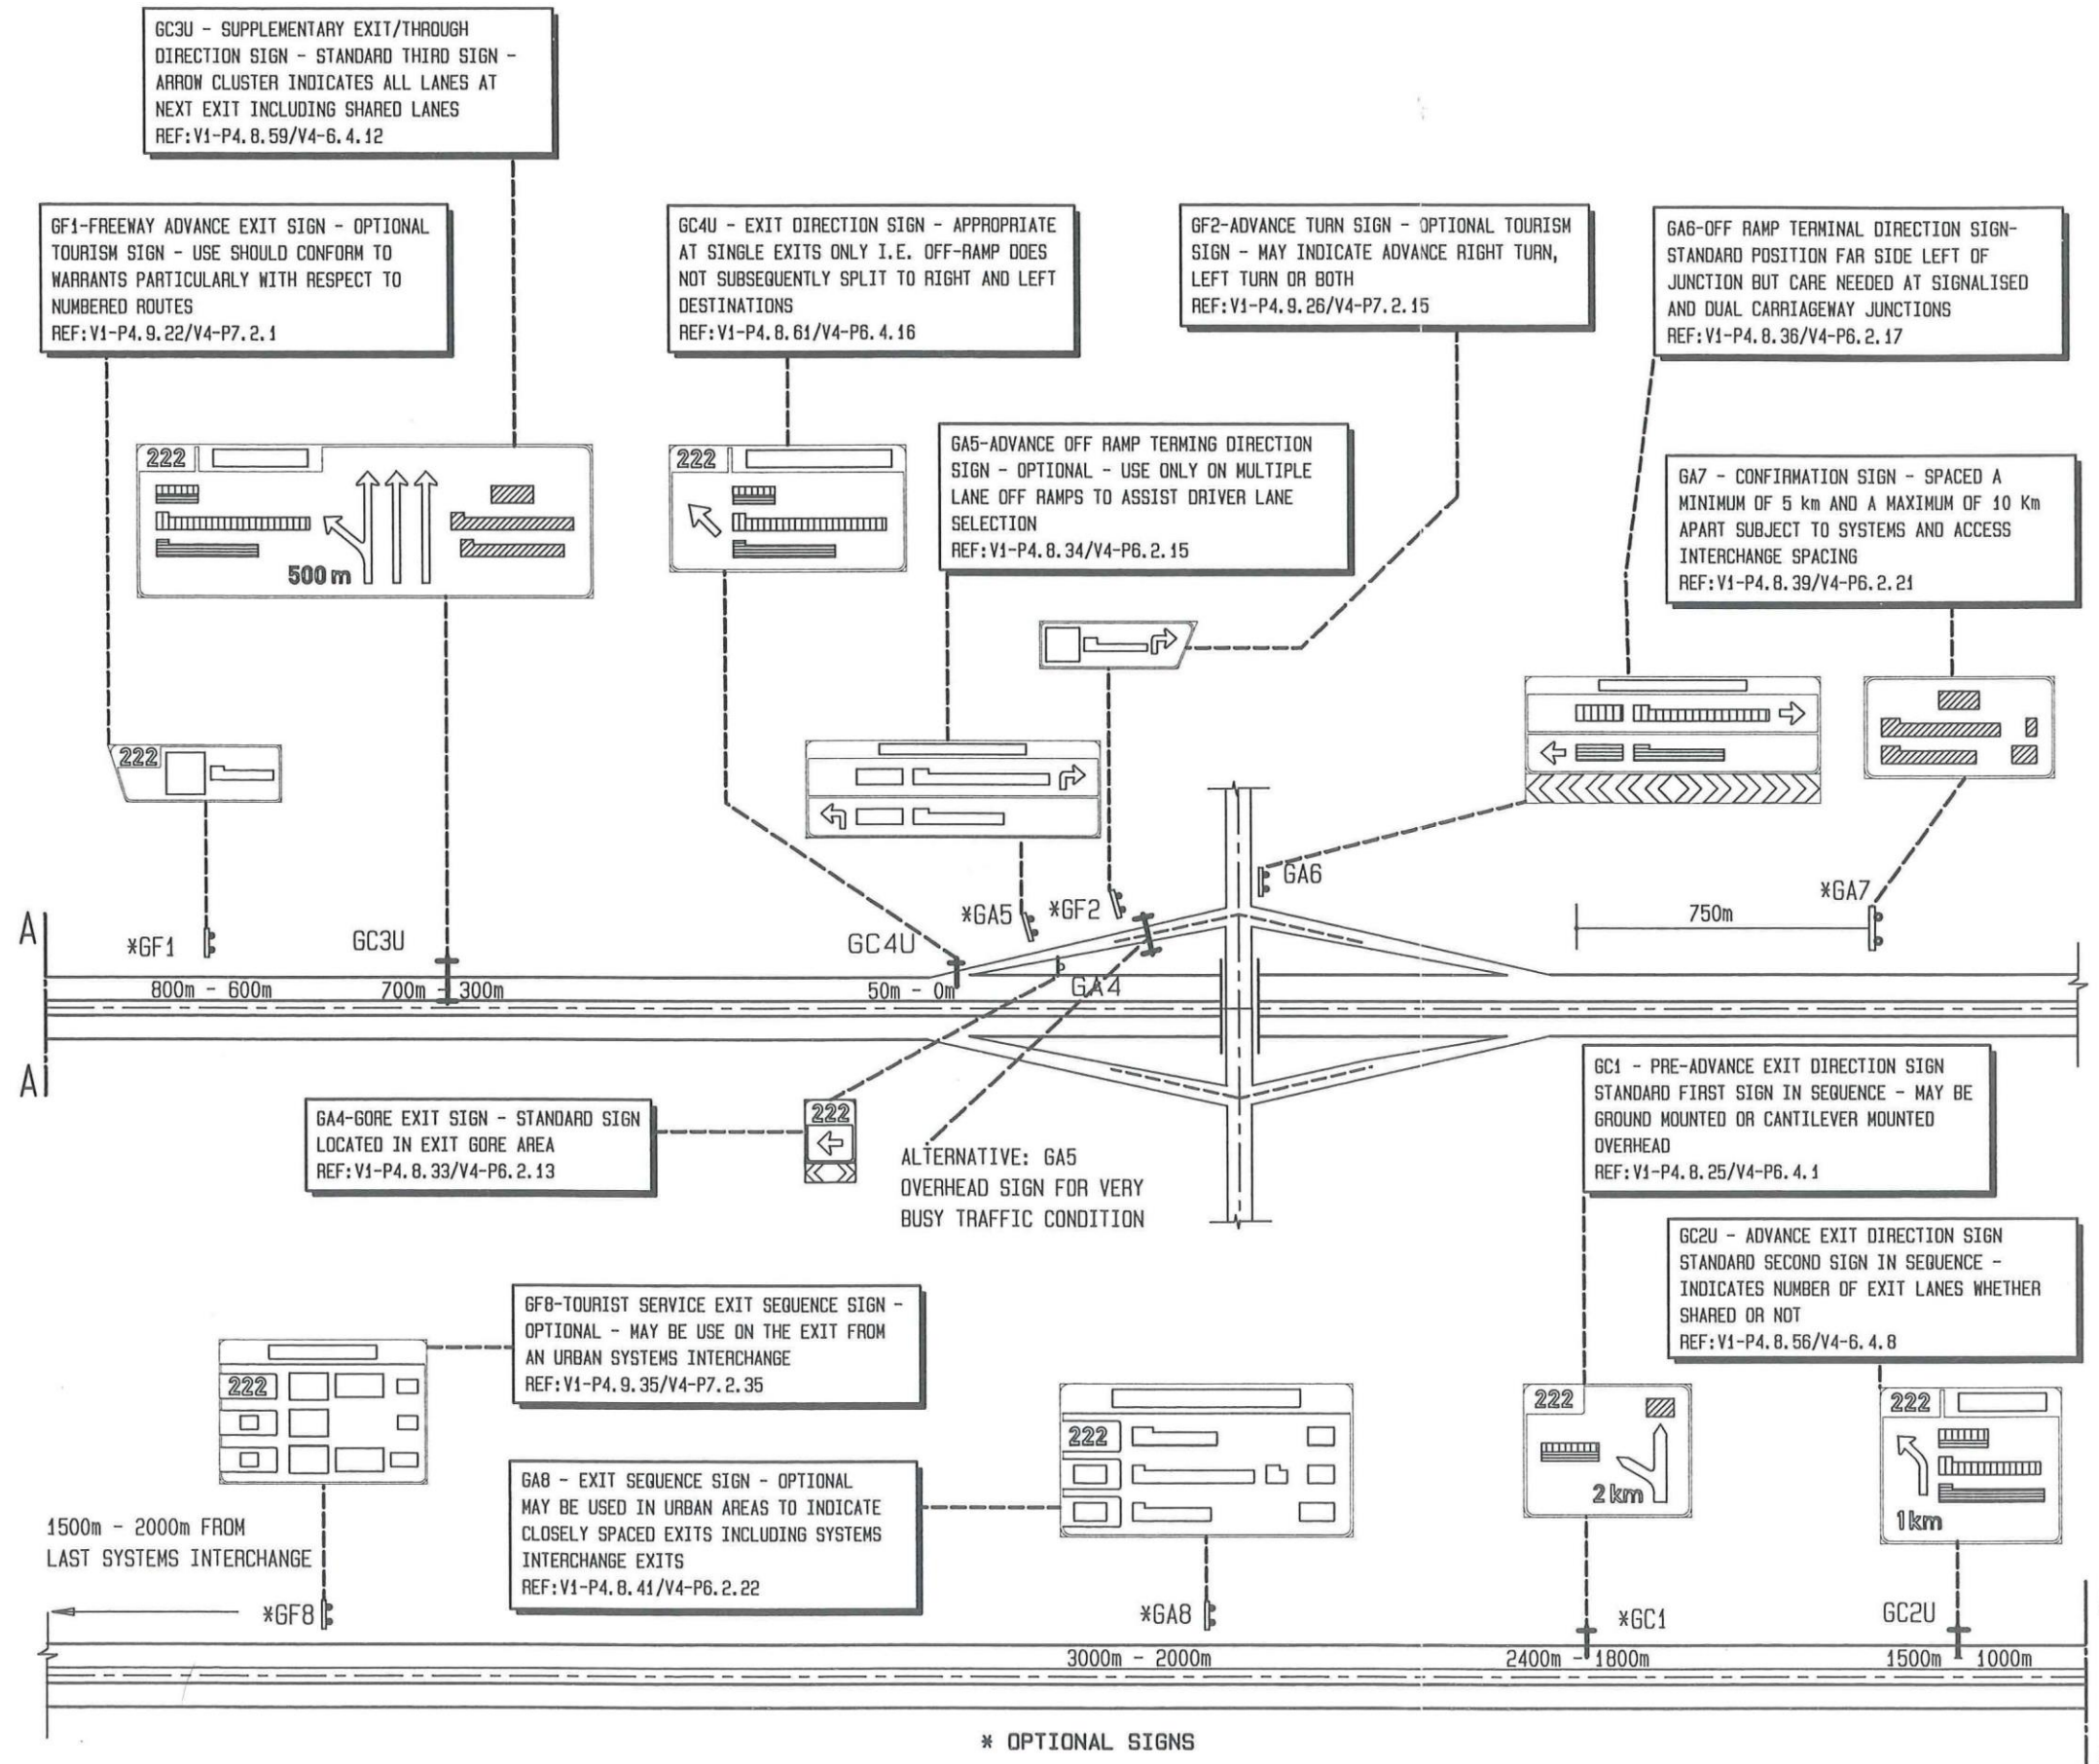 GC3U - SUPPLEMENTARY EXIT/THROUGH
DIRECTION SIGN - STANDARD THIRD SIGN -
ARROW CLUSTER INDICATES ALL LANES AT
NEXT EXIT INCLUDING SHARED LANES
REF:V1-P4.8.59/V4-6.4.12
GF1-FREEWAY ADVANCE EXIT SIGN - OPTIONAL
TOURISM SIGN - USE SHOULD CONFORM TO
WARRANTS PARTICULARLY WITH RESPECT TO
NUMBERED ROUTES
REF:V1-P4.9.22/V4-P7.2.1
GC4U - EXIT DIRECTION SIGN - APPROPRIATE
AT SINGLE EXITS ONLY I.E. OFF-RAMP DOES
NOT SUBSEQUENTLY SPLIT TO RIGHT AND LEFT
DESTINATIONS
REF:V1-P4.8.61/V4-P6.4.16
GF2-ADVANCE TURN SIGN - OPTIONAL TOURISM
SIGN - MAY INDICATE ADVANCE RIGHT TURN,
LEFT TURN OR BOTH
REF:V1-P4.9.26/V4-P7.2.15
GA6-OFF RAMP TERMINAL DIRECTION SIGN-
STANDARD POSITION FAR SIDE LEFT OF
JUNCTION BUT CARE NEEDED AT SIGNALISED
AND DUAL CARRIAGEWAY JUNCTIONS
REF:V1-P4.8.36/V4-P6.2.17
GA5-ADVANCE OFF RAMP TERMING DIRECTION
SIGN - OPTIONAL - USE ONLY ON MULTIPLE
LANE OFF RAMPS TO ASSIST DRIVER LANE
SELECTION
REF:V1-P4.8.34/V4-P6.2.15
GA7 - CONFIRMATION SIGN - SPACED A
MINIMUM OF 5 km AND A MAXIMUM OF 10 Km
APART SUBJECT TO SYSTEMS AND ACCESS
INTERCHANGE SPACING
REF:V1-P4.8.39/V4-P6.2.21
222
500 m
222
222
GA6
*GA7
750m
*GA5
*GF2
A
*GF1
GC3U
GC4U
800m - 600m
700m - 300m
50m - 0m
GA4
A
GC1 - PRE-ADVANCE EXIT DIRECTION SIGN
STANDARD FIRST SIGN IN SEQUENCE - MAY BE
GROUND MOUNTED OR CANTILEVER MOUNTED
OVERHEAD
REF:V1-P4.8.25/V4-P6.4.1
GA4-GORE EXIT SIGN - STANDARD SIGN
LOCATED IN EXIT GORE AREA
REF:V1-P4.8.33/V4-P6.2.13
222
ALTERNATIVE: GA5
OVERHEAD SIGN FOR VERY
BUSY TRAFFIC CONDITION
GC2U - ADVANCE EXIT DIRECTION SIGN
STANDARD SECOND SIGN IN SEQUENCE -
INDICATES NUMBER OF EXIT LANES WHETHER
SHARED OR NOT
REF:V1-P4.8.56/V4-6.4.8
GF8-TOURIST SERVICE EXIT SEQUENCE SIGN -
OPTIONAL - MAY BE USE ON THE EXIT FROM
AN URBAN SYSTEMS INTERCHANGE
REF:V1-P4.9.35/V4-P7.2.35
222
GA8 - EXIT SEQUENCE SIGN - OPTIONAL
MAY BE USED IN URBAN AREAS TO INDICATE
CLOSELY SPACED EXITS INCLUDING SYSTEMS
INTERCHANGE EXITS
REF:V1-P4.8.41/V4-P6.2.22
222
222
2 km
222
1 km
1500m - 2000m FROM
LAST SYSTEMS INTERCHANGE
*GF8
*GA8
*GC1
GC2U
3000m - 2000m
2400m - 1800m
1500m 1000m
* OPTIONAL SIGNS